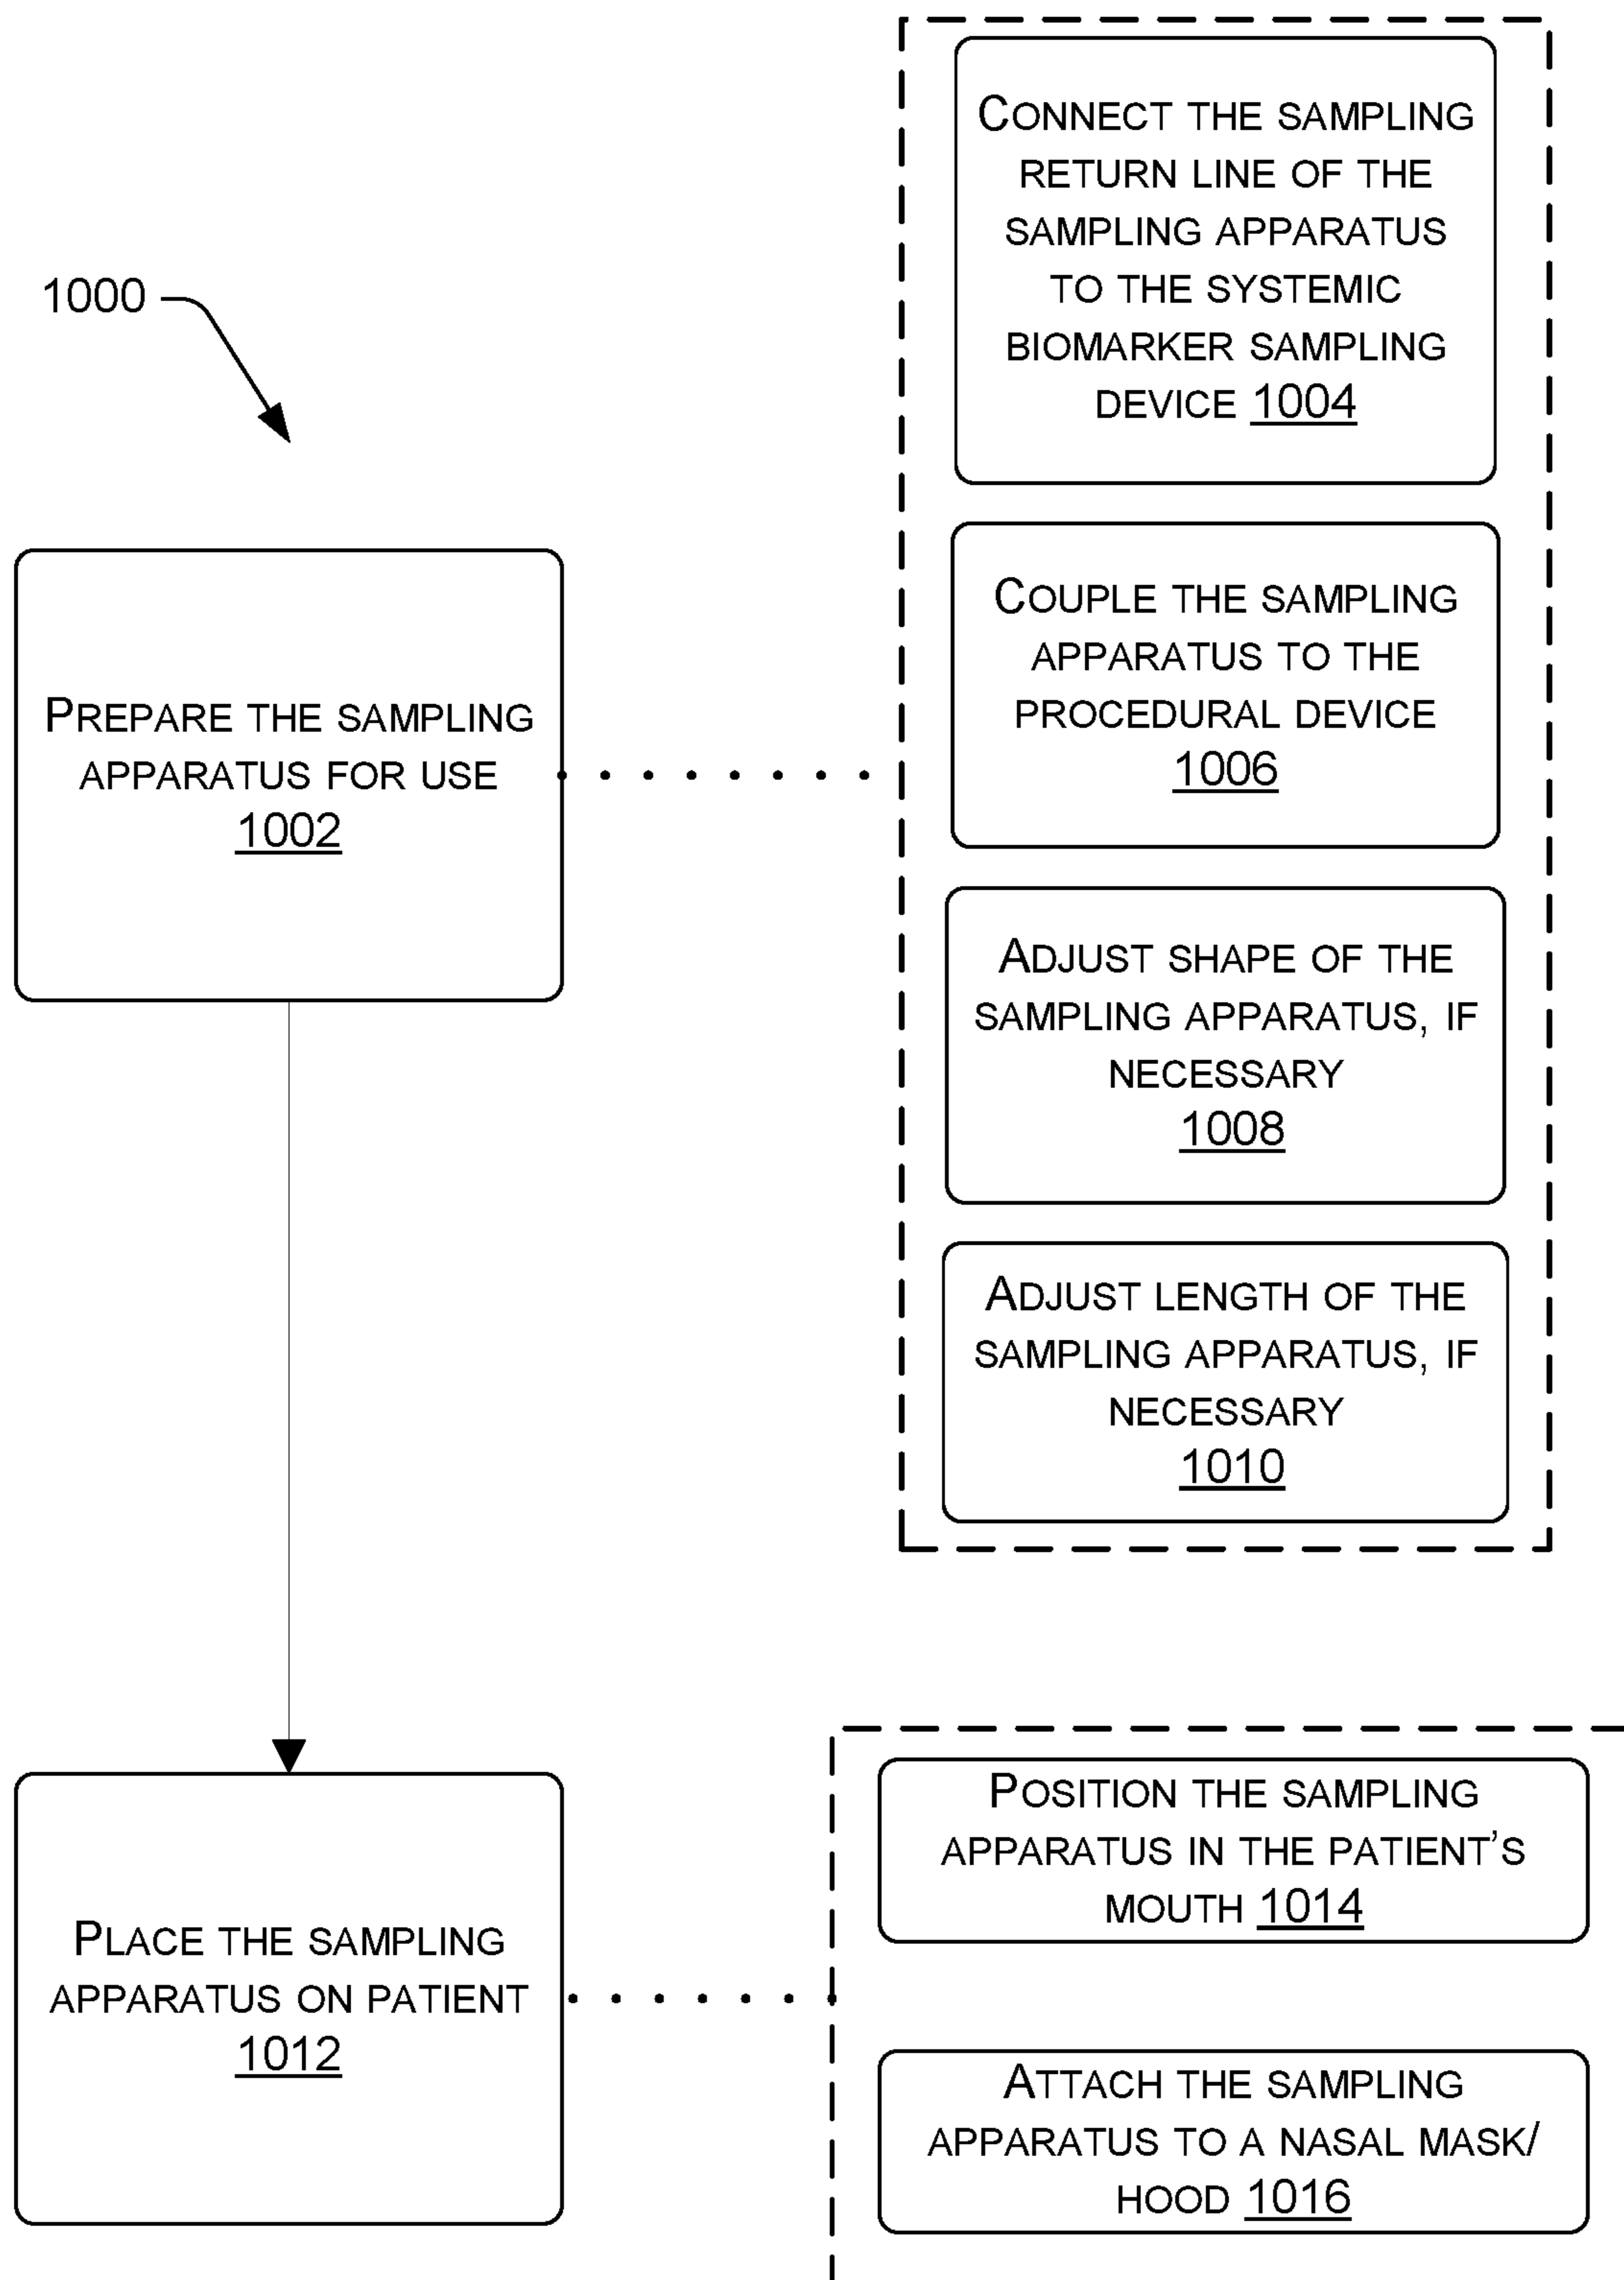 1000
CONNECT THE SAMPLING
RETURN LINE OF THE
SAMPLING APPARATUS
TO THE SYSTEMIC
BIOMARKER SAMPLING
DEVICE 1004
COUPLE THE SAMPLING
APPARATUS TO THE
PROCEDURAL DEVICE
1006
PREPARE THE SAMPLING
APPARATUS FOR USE
1002
ADJUST SHAPE OF THE
SAMPLING APPARATUS, IF
NECESSARY
1008
ADJUST LENGTH OF THE
SAMPLING APPARATUS, IF
NECESSARY
1010
PLACE THE SAMPLING
APPARATUS ON PATIENT
1012
POSITION THE SAMPLING
APPARATUS IN THE PATIENT'S
MOUTH 1014
ATTACH THE SAMPLING
APPARATUS TO A NASAL MASK/
HOOD 1016